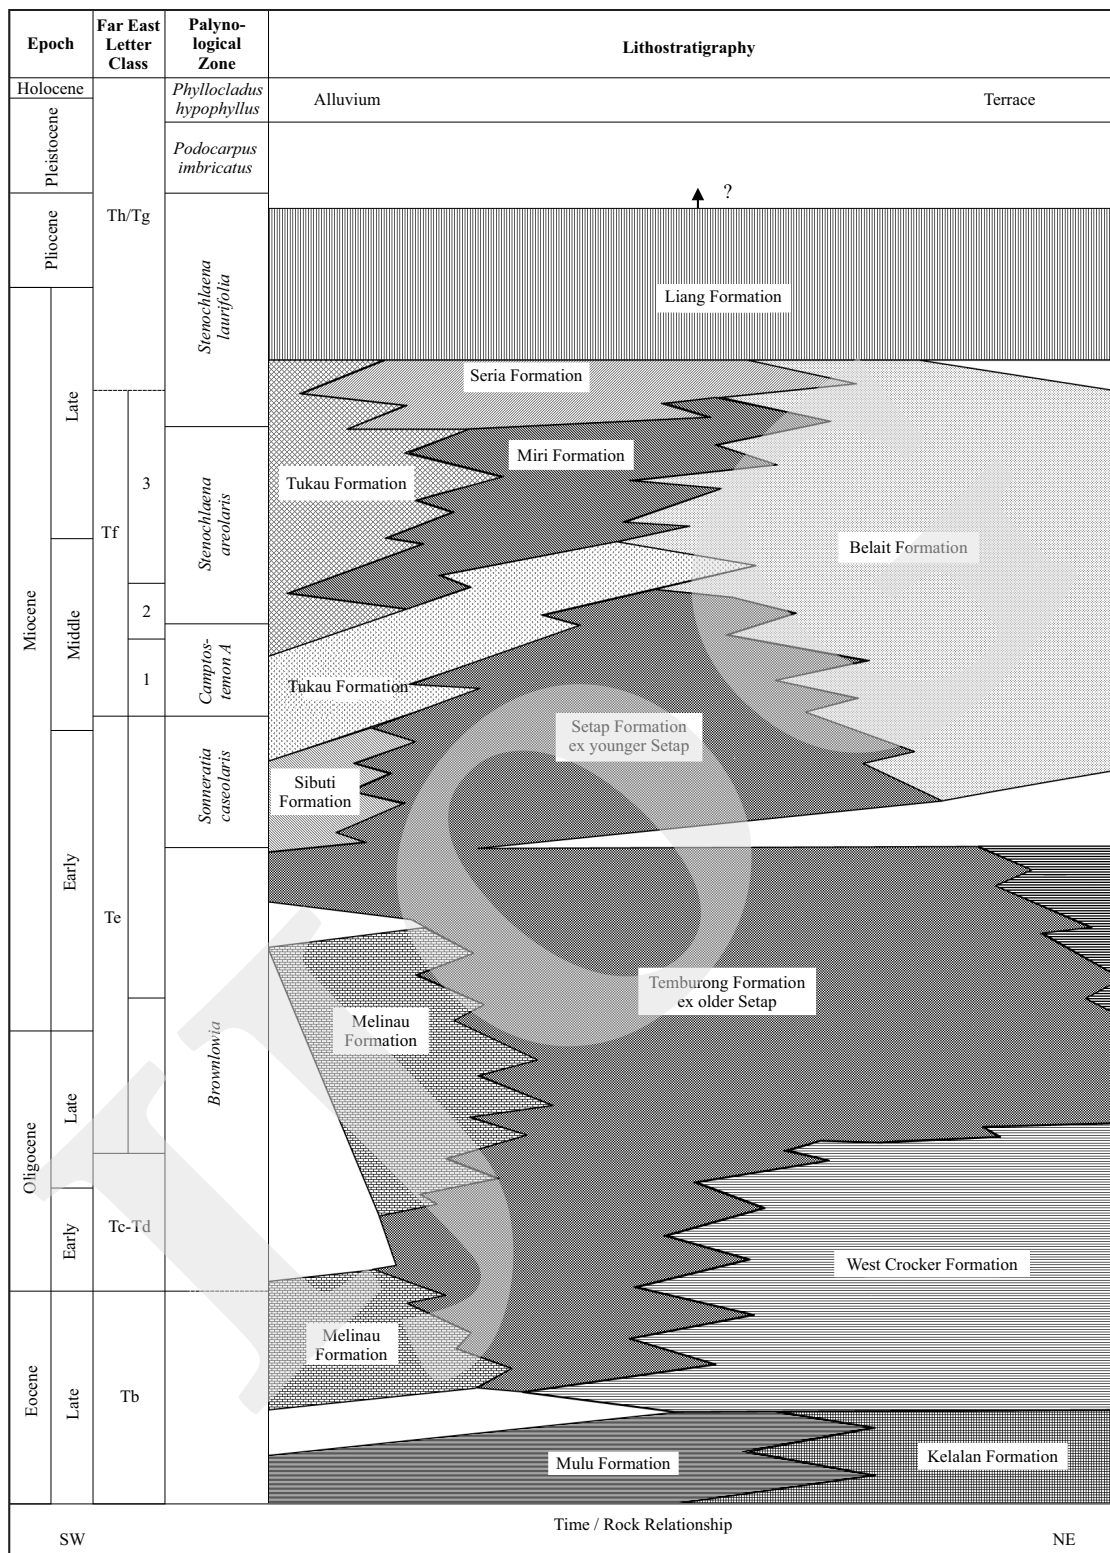 Epoch
Far East
Letter
Class
Palyno-
logical
Zone
Lithostratigraphy
Holocene
Pleistocene
Pliocene
Miocene
Late
Middle
Early
Oligocene
Late
Early
Eocene
Late
Th/Tg
Tf
3
2
1
Te
Tc-Td
Tb
Phyllocladus
hypophyllus
Podocarpus
imbricatus
Stenochlaena
laurifolia
Stenochlaena
areolaris
Camptos-
temon A
Sonneratia
caseolaris
Brownlowia
Alluvium
Terrace
?
Liang Formation
Seria Formation
Miri Formation
Tukau Formation
Belait Formation
Tukau Formation
Setap Formation
ex younger Setap
Sibuti
Formation
Temburong Formation
ex older Setap
Melinau
Formation
West Crocker Formation
Melinau
Formation
Mulu Formation
Kelalan Formation
Time / Rock Relationship
SW
NE